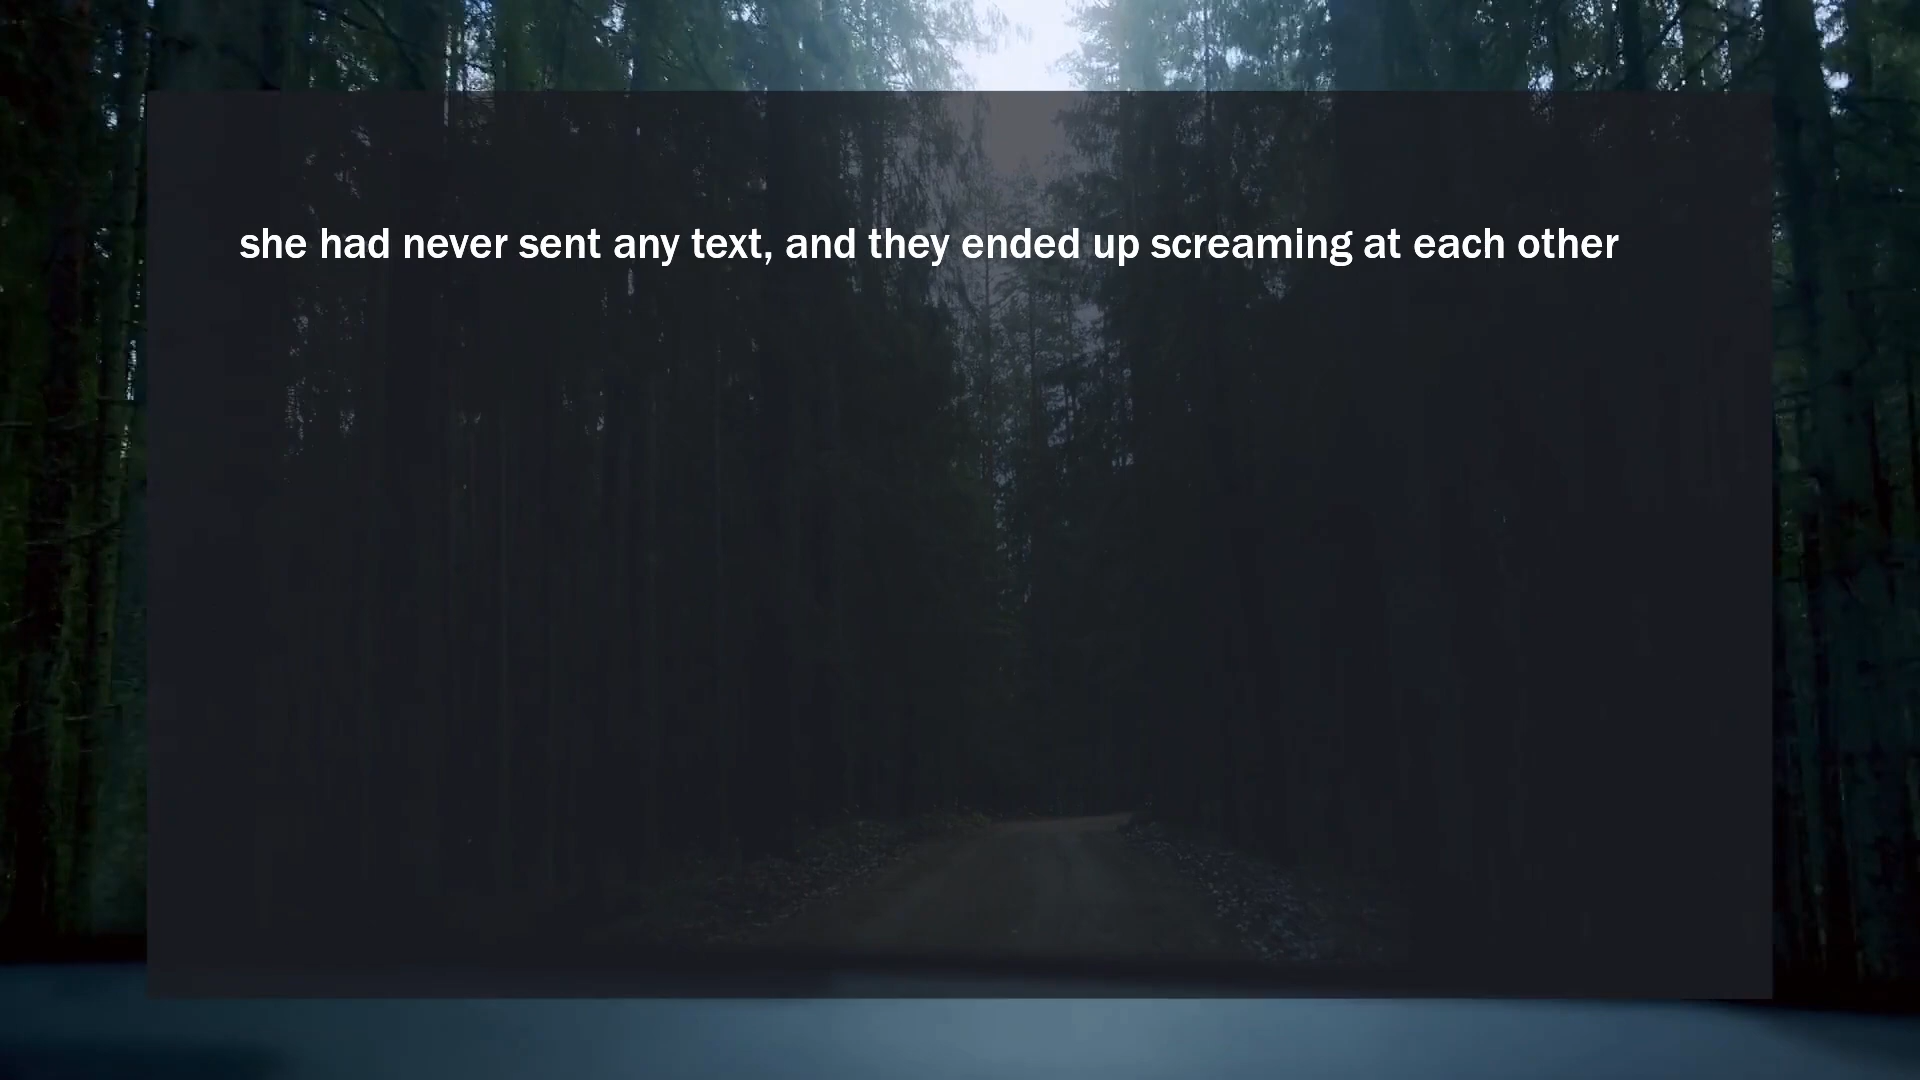 she had never sent any text, and they ended up screaming at each other